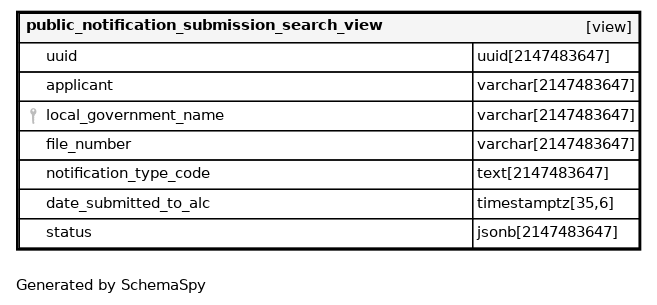 public_notification_submission_search_view [view]
uuid uuid[2147483647]
applicant varchar[2147483647]
local_government_name varchar[2147483647]
file_number varchar[2147483647]
notification_type_code text[2147483647]
date_submitted_to_alc timestamptz[35,6]
status jsonb[2147483647]
Generated by SchemaSpy